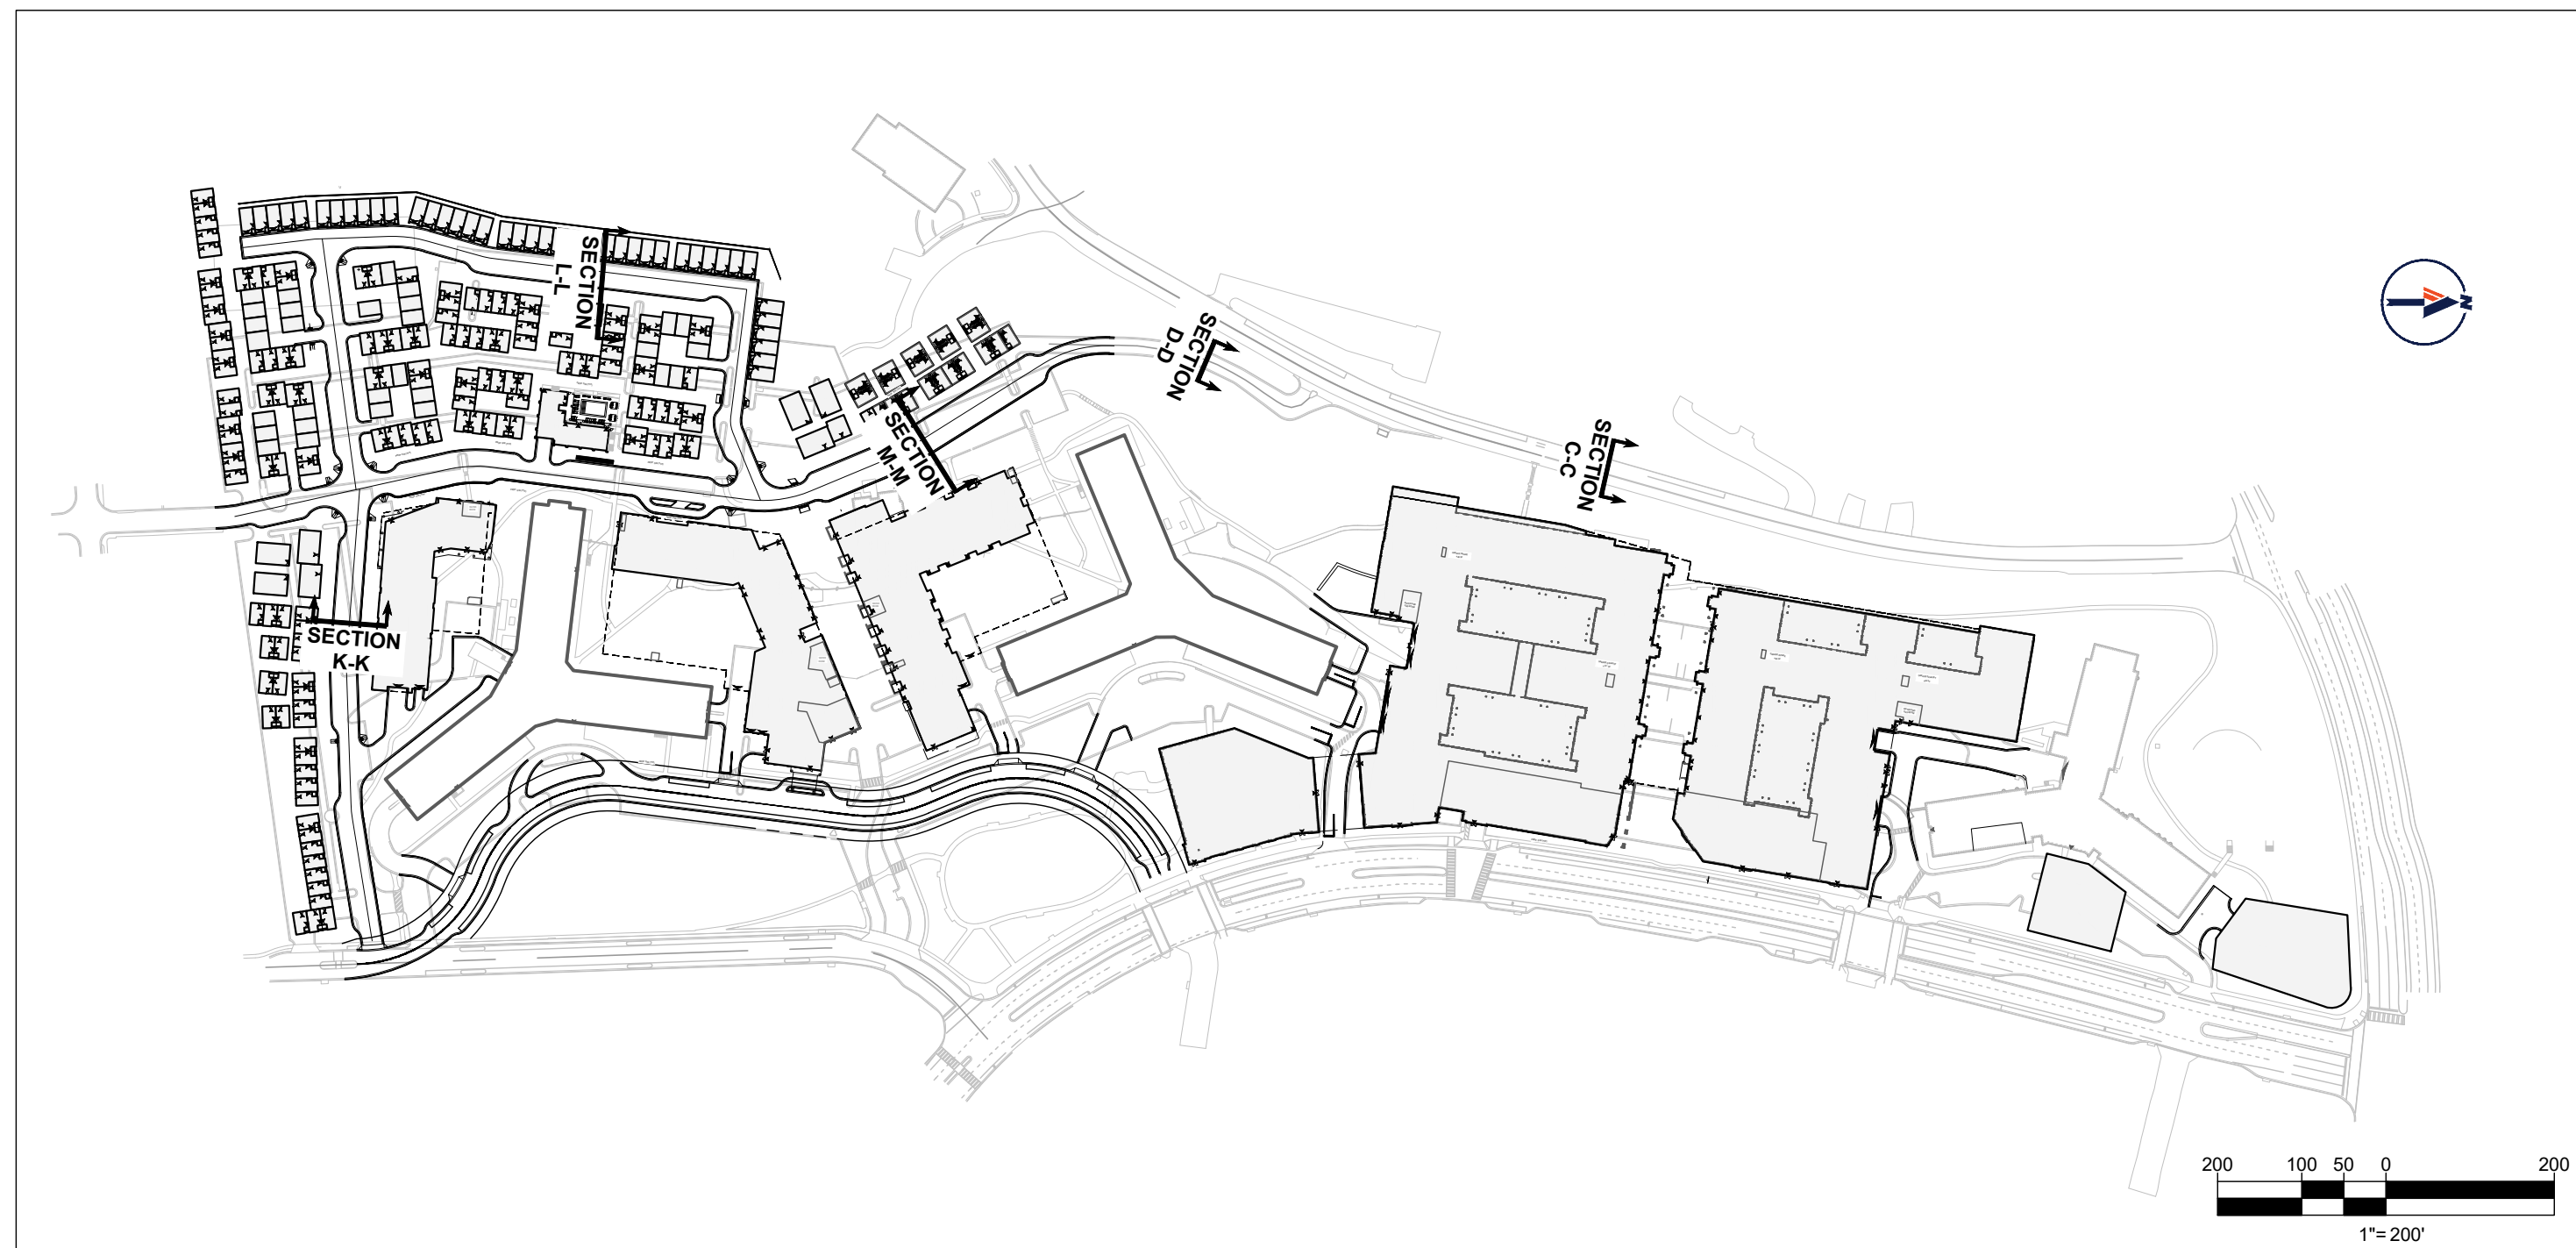 SECTION
L-L
N
SECTION
D-D
SECTION
C-C
SECTION
M-M
SECTION
K-K
200 100 50 0 200
1"= 200'